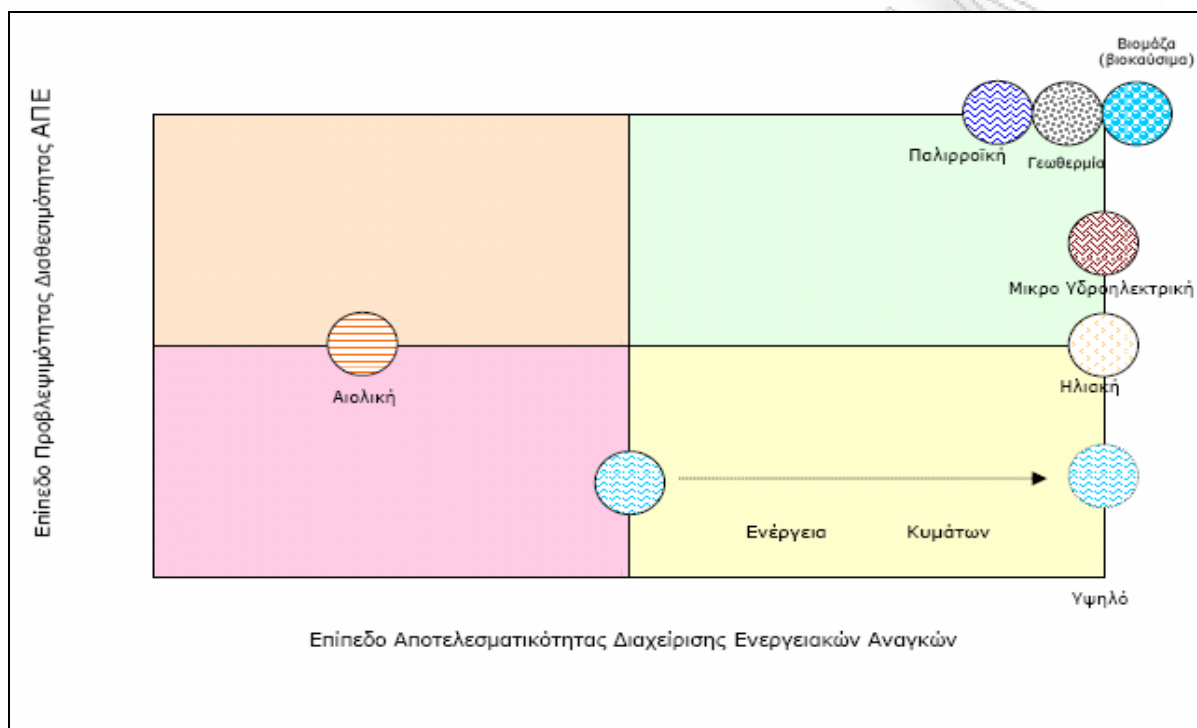 Βιομάζα
(βιοκαύσιμα)
Επίπεδο Προβλεψιμότητας Διαθεσιμότητας ΑΠΕ
Παλιρροϊκή
Γεωθερμία
Μικρο Υδροηλεκτρική
Ηλιακή
Αιολική
Ενέργεια Κυμάτων
Υψηλό
Επίπεδο Αποτελεσματικότητας Διαχείρισης Ενεργειακών Αναγκών